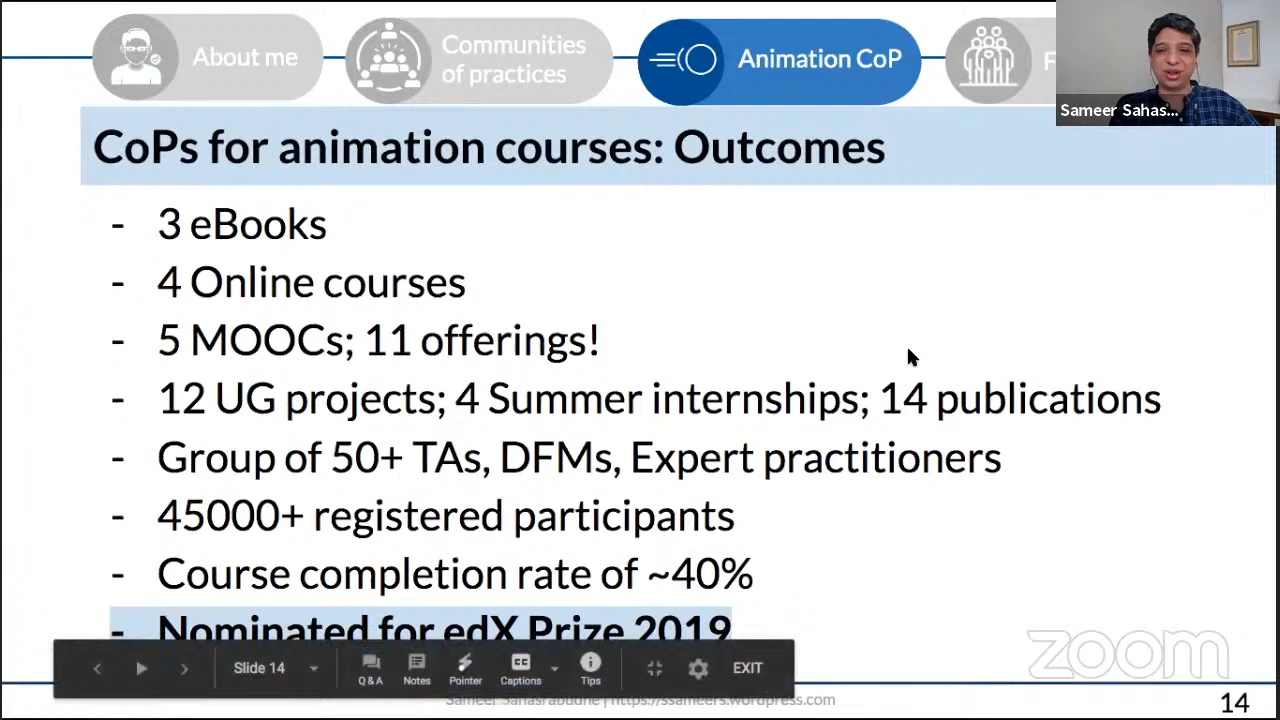 About me
Communities
of practices
Animation CoP
F
Sameer Sahas...
CoPs for animation courses: Outcomes
- 3 eBooks
- 4 Online courses
- 5 MOOCs; 11 offerings!
- 12 UG projects; 4 Summer internships; 14 publications
- Group of 50+ TAs, DFMs, Expert practitioners
- 45000+ registered participants
- Course completion rate of ~40%
- Nominated for edX Prize 2019
zoom
Slide 14
Q & A
Notes
Pointer
CC
Captions
Tips
EXIT
Sameer Sahasrabudhe | https://ssameers.wordpress.com
14